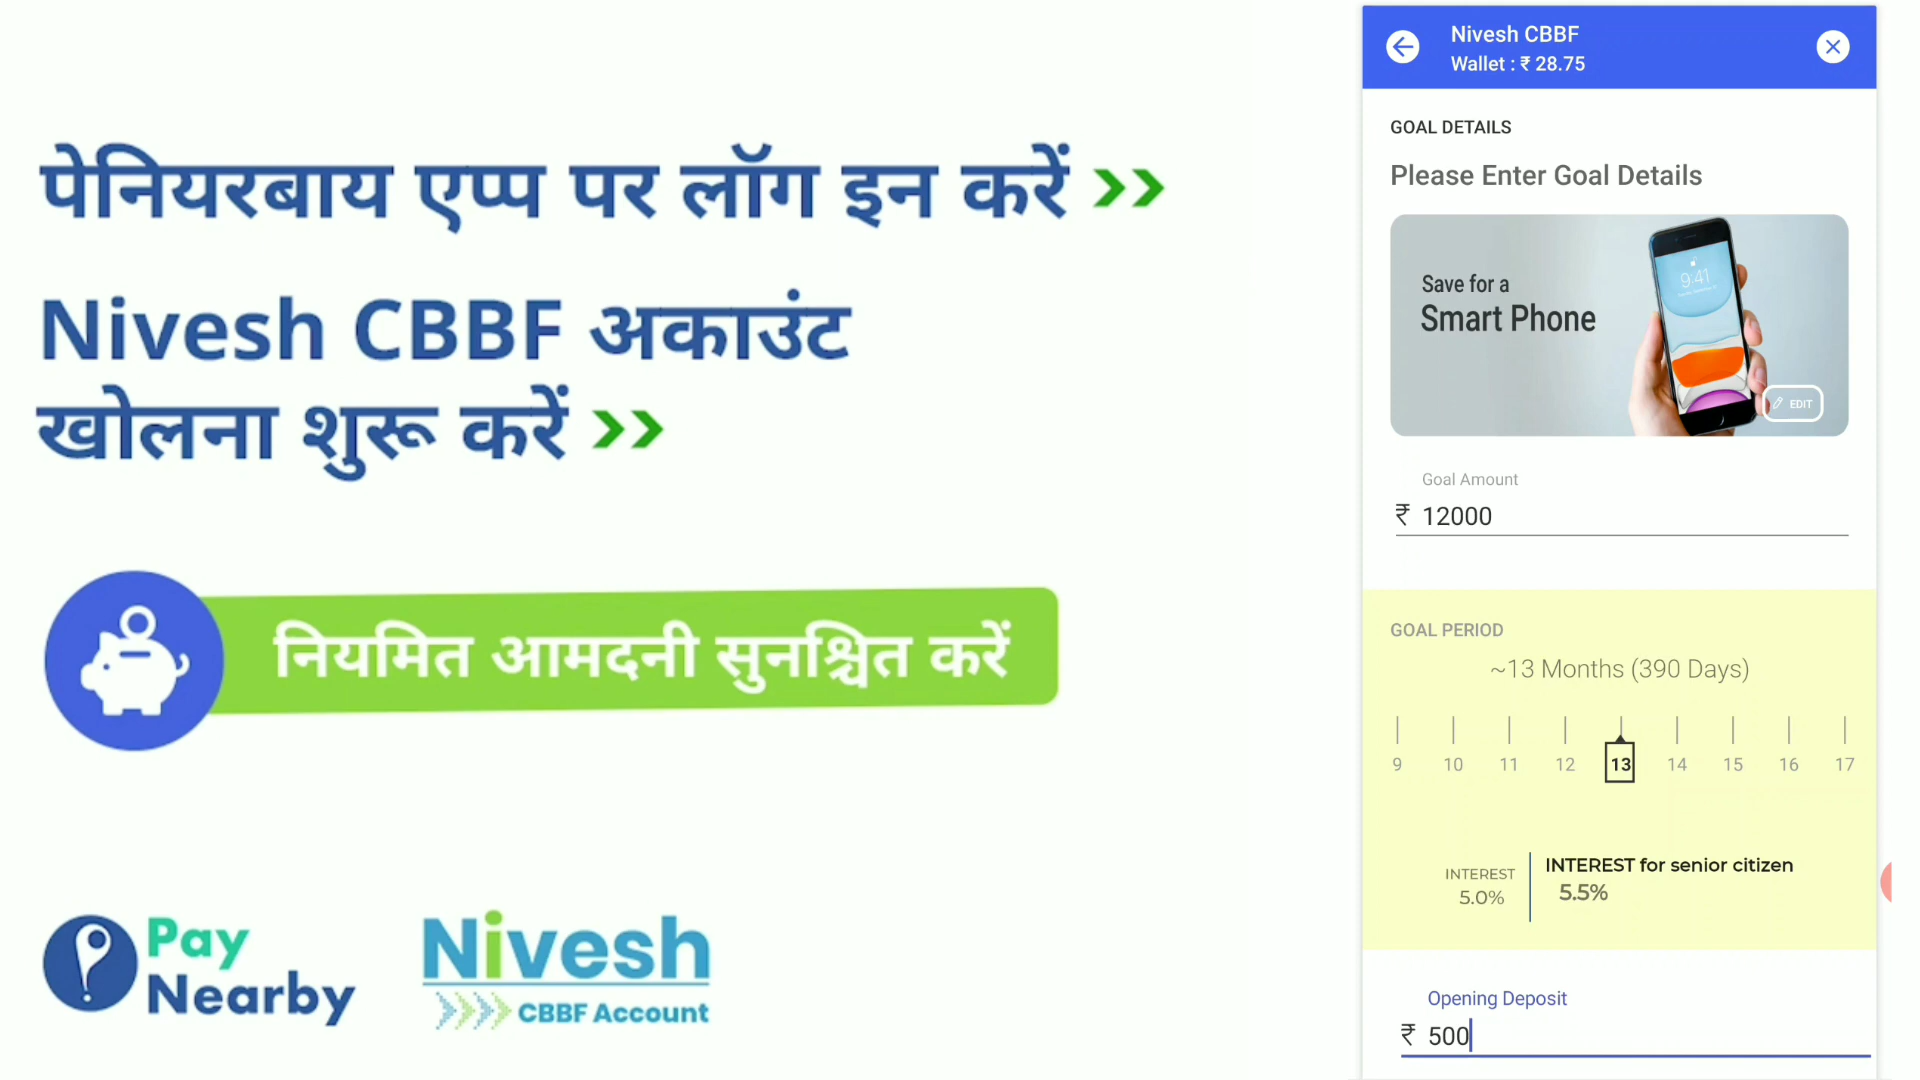 पेनियरबाय एप्प पर लॉग इन करें >>
Nivesh CBBF अकाउंट
खोलना शुरू करें >>
नियमित आमदनी सुनश्चित करें
Pay
Nearby
Nivesh
CBBF Account
Nivesh CBBF
Wallet : ₹ 28.75
GOAL DETAILS
Please Enter Goal Details
9:41
Save for a
Smart Phone
EDIT
Goal Amount
₹ 12000
GOAL PERIOD
~13 Months (390 Days)
9 10 11 12 13 14 15 16 17
INTEREST
5.0%
INTEREST for senior citizen
5.5%
Opening Deposit
₹ 500